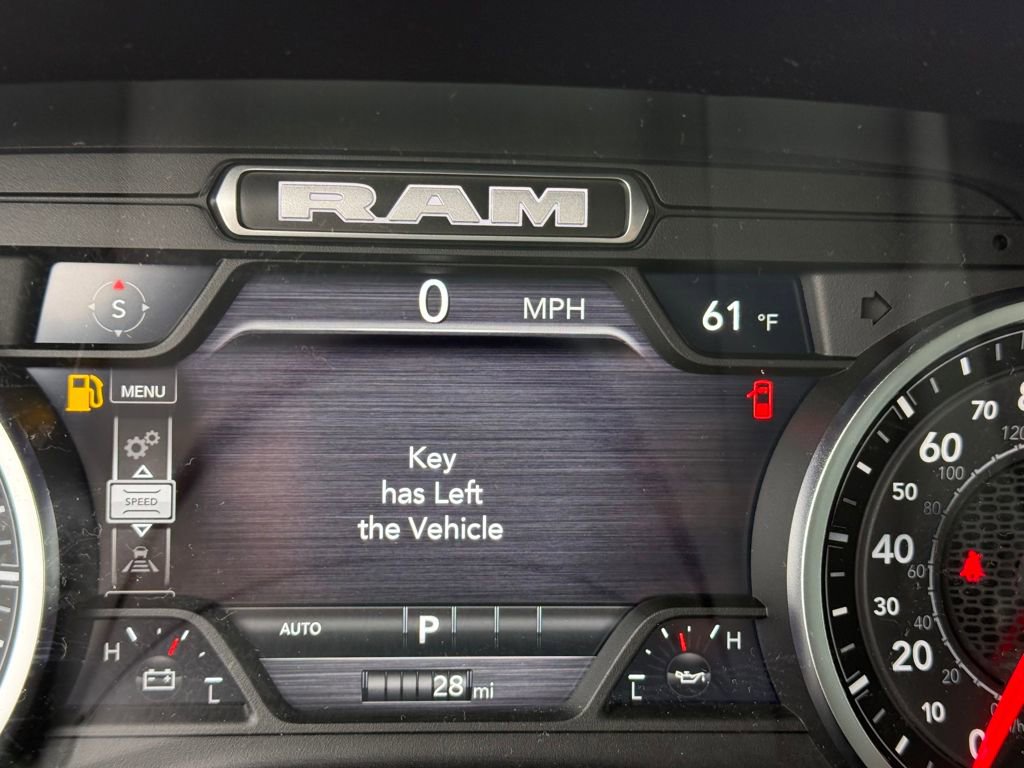 RAM
S
0 MPH
61 °F
MENU
SPEED
Key
has Left
the Vehicle
AUTO P
H L
28 mi
L H
70
60
50
40
30
20
10
0
120
100
80
60
40
20